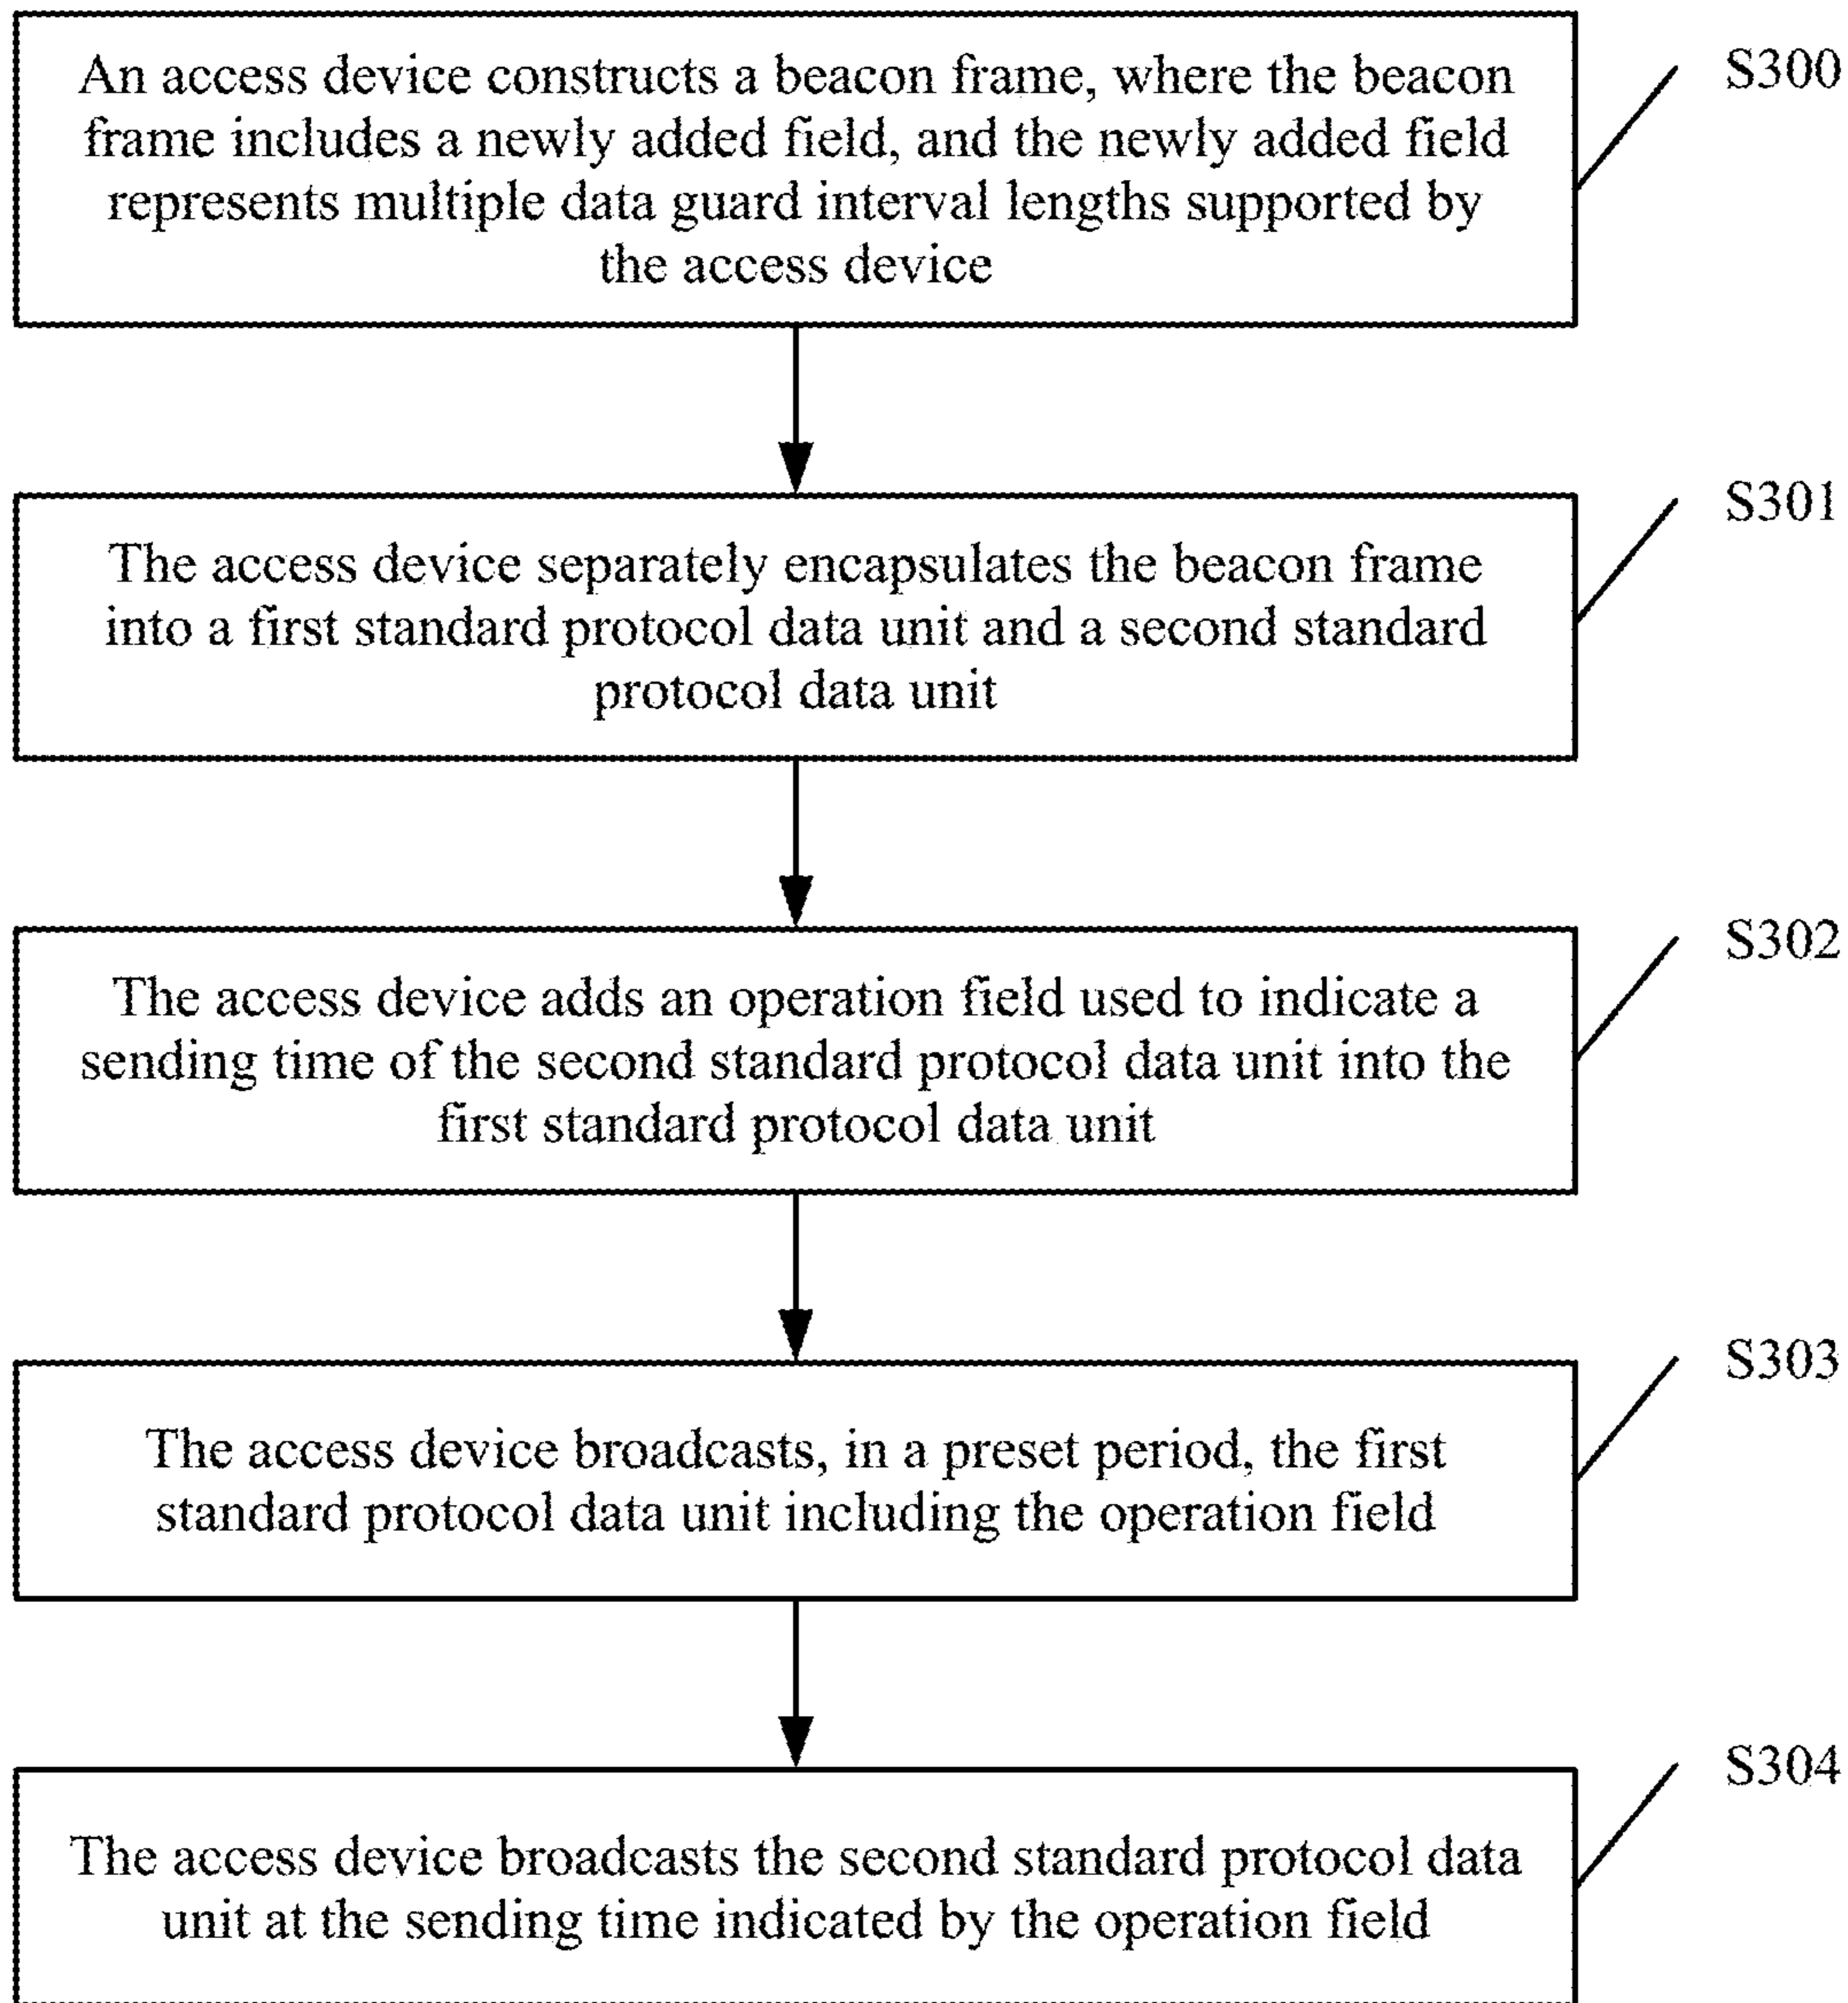 An access device constructs a beacon frame, where the beacon
frame includes a newly added field, and the newly added field
represents multiple data guard interval lengths supported by
the access device
S300
The access device separately encapsulates the beacon frame
into a first standard protocol data unit and a second standard
protocol data unit
S301
The access device adds an operation field used to indicate a
sending time of the second standard protocol data unit into the
first standard protocol data unit
S302
The access device broadcasts, in a preset period, the first
standard protocol data unit including the operation field
S303
The access device broadcasts the second standard protocol data
unit at the sending time indicated by the operation field
S304